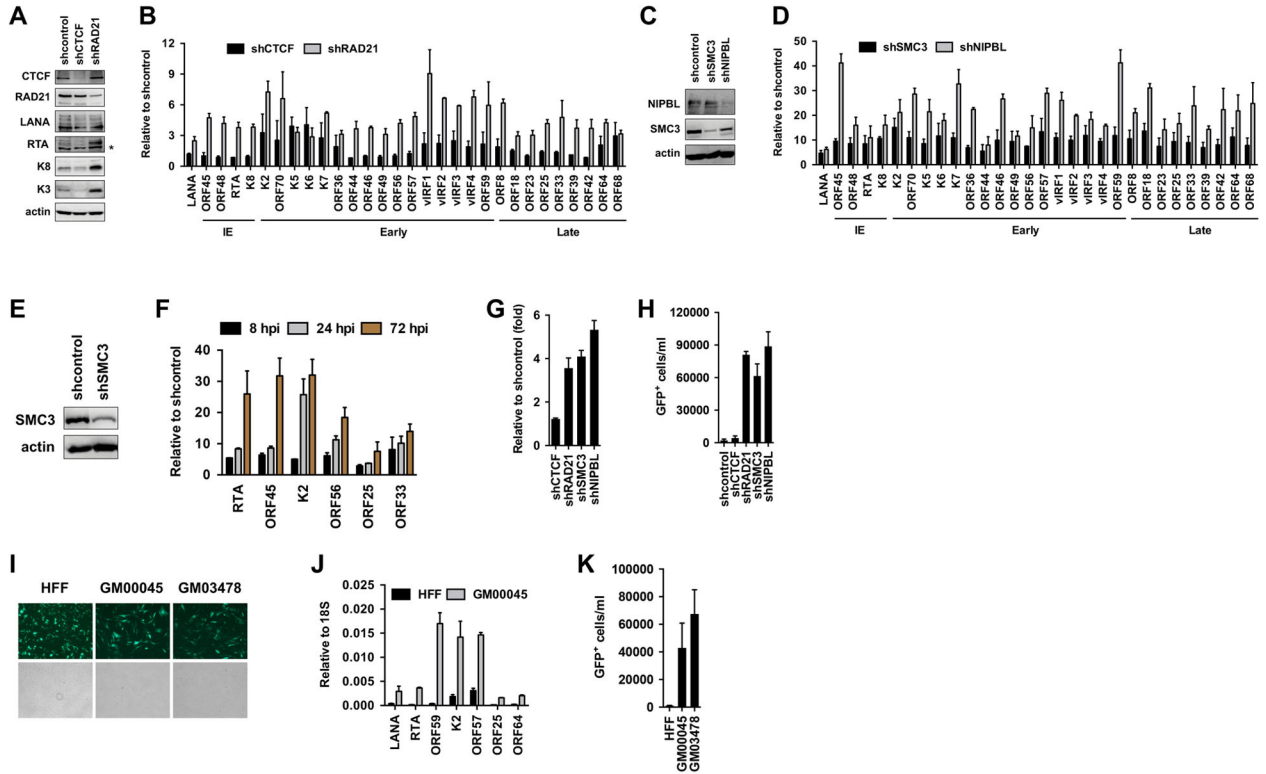 A
shcontrol
shCTCF
shRAD21
CTCF
RAD21
LANA
RTA
*
K8
K3
actin
B
shCTCF shRAD21
Relative to shcontrol
12
9
6
3
0
LANA ORF45 ORF48 RTA K8 K2 ORF70 K5 K6 K7 ORF36 ORF44 ORF46 ORF49 ORF56 ORF57 vIRF1 vIRF2 vIRF3 vIRF4 ORF59 ORF8 ORF18 ORF23 ORF25 ORF33 ORF39 ORF42 ORF64 ORF68
IE Early Late
C
shcontrol
shSMC3
shNIPBL
NIPBL
SMC3
actin
D
shSMC3 shNIPBL
Relative to shcontrol
50
40
30
20
10
0
LANA ORF45 ORF48 RTA K8 K2 ORF70 K5 K6 K7 ORF36 ORF44 ORF46 ORF49 ORF56 ORF57 vIRF1 vIRF2 vIRF3 vIRF4 ORF59 ORF8 ORF18 ORF23 ORF25 ORF33 ORF39 ORF42 ORF64 ORF68
IE Early Late
E
shcontrol
shSMC3
SMC3
actin
F
8 hpi 24 hpi 72 hpi
Relative to shcontrol
40
30
20
10
0
RTA ORF45 K2 ORF56 ORF25 ORF33
G
Relative to shcontrol (fold)
6
4
2
0
shCTCF
shRAD21
shSMC3
shNIPBL
H
GFP+ cells/ml
120000
90000
60000
30000
0
shcontrol
shCTCF
shRAD21
shSMC3
shNIPBL
I
HFF GM00045 GM03478
J
HFF GM00045
Relative to 18S
0.025
0.020
0.015
0.010
0.005
0.000
LANA RTA ORF59 K2 ORF57 ORF25 ORF64
K
GFP+ cells/ml
100000
80000
60000
40000
20000
0
HFF
GM00045
GM03478